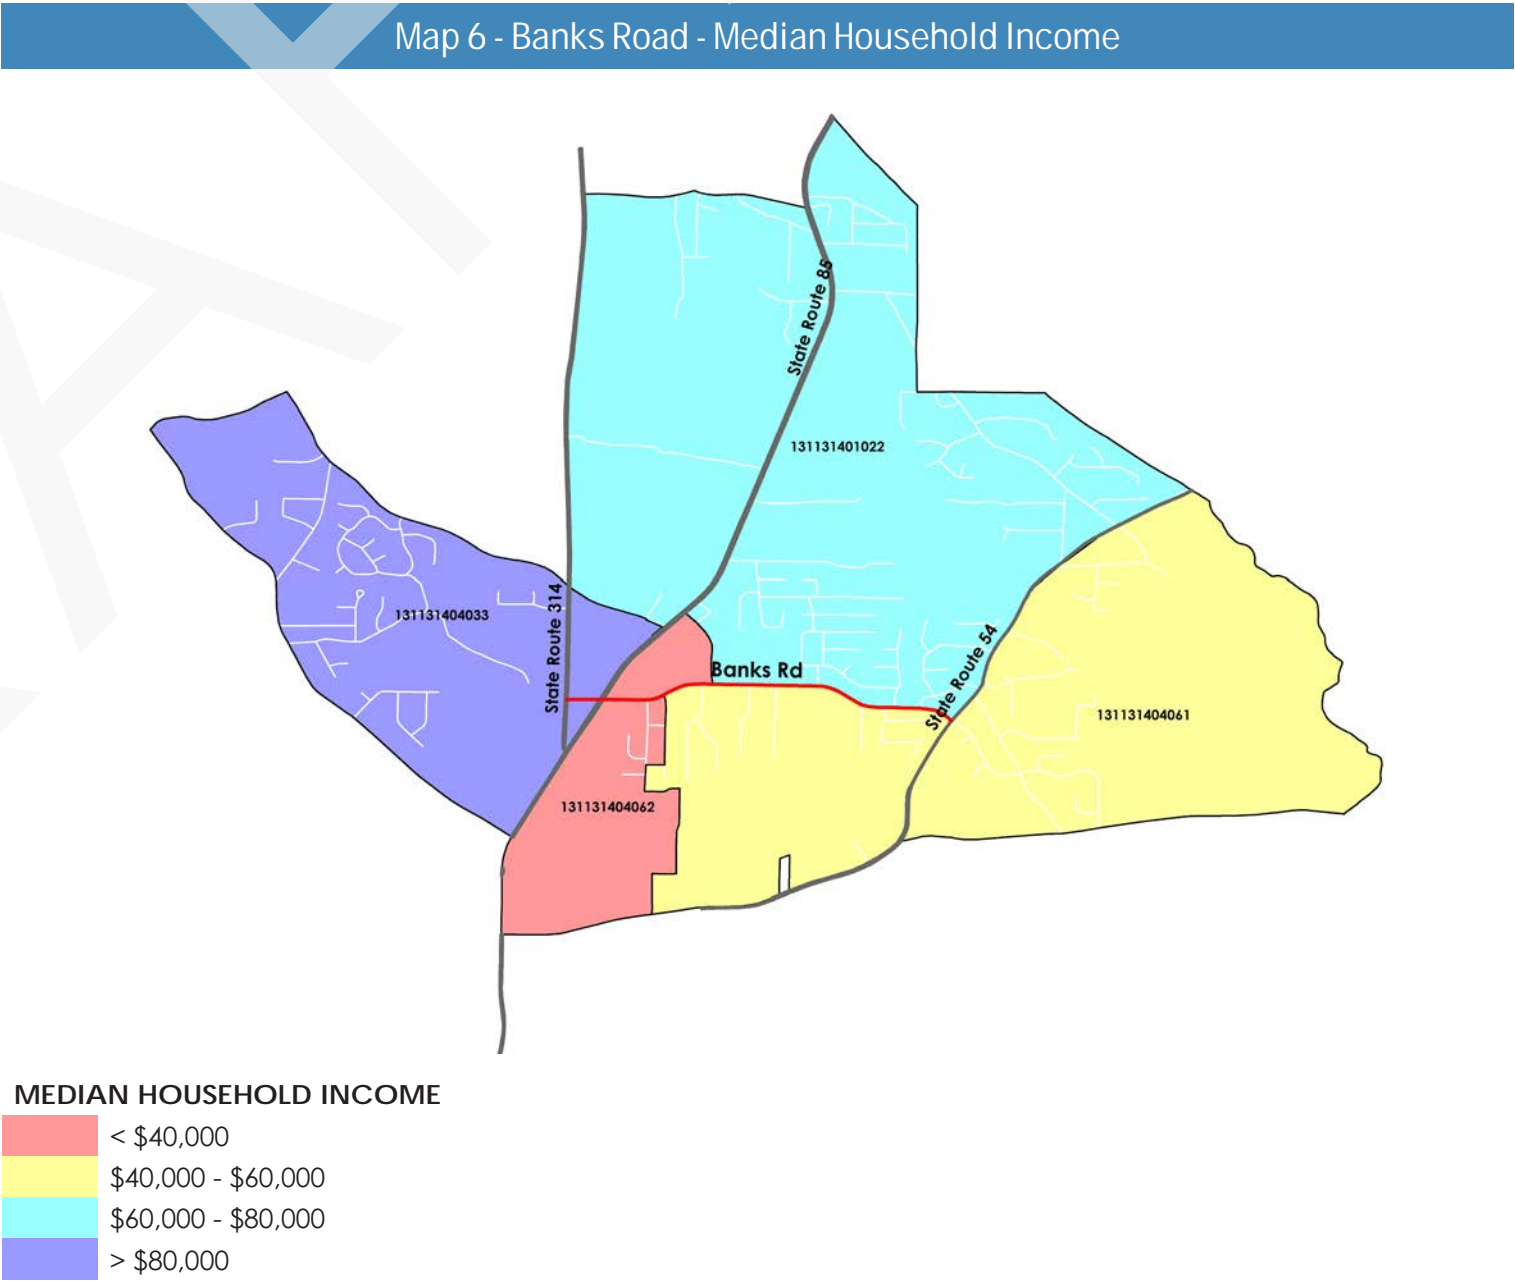 Map 6 - Banks Road - Median Household Income
State Route 85
131131401022
131131404033
State Route 314
State Route 54
Banks Rd
131131404061
131131404062
MEDIAN HOUSEHOLD INCOME
< $40,000
$40,000 - $60,000
$60,000 - $80,000
> $80,000